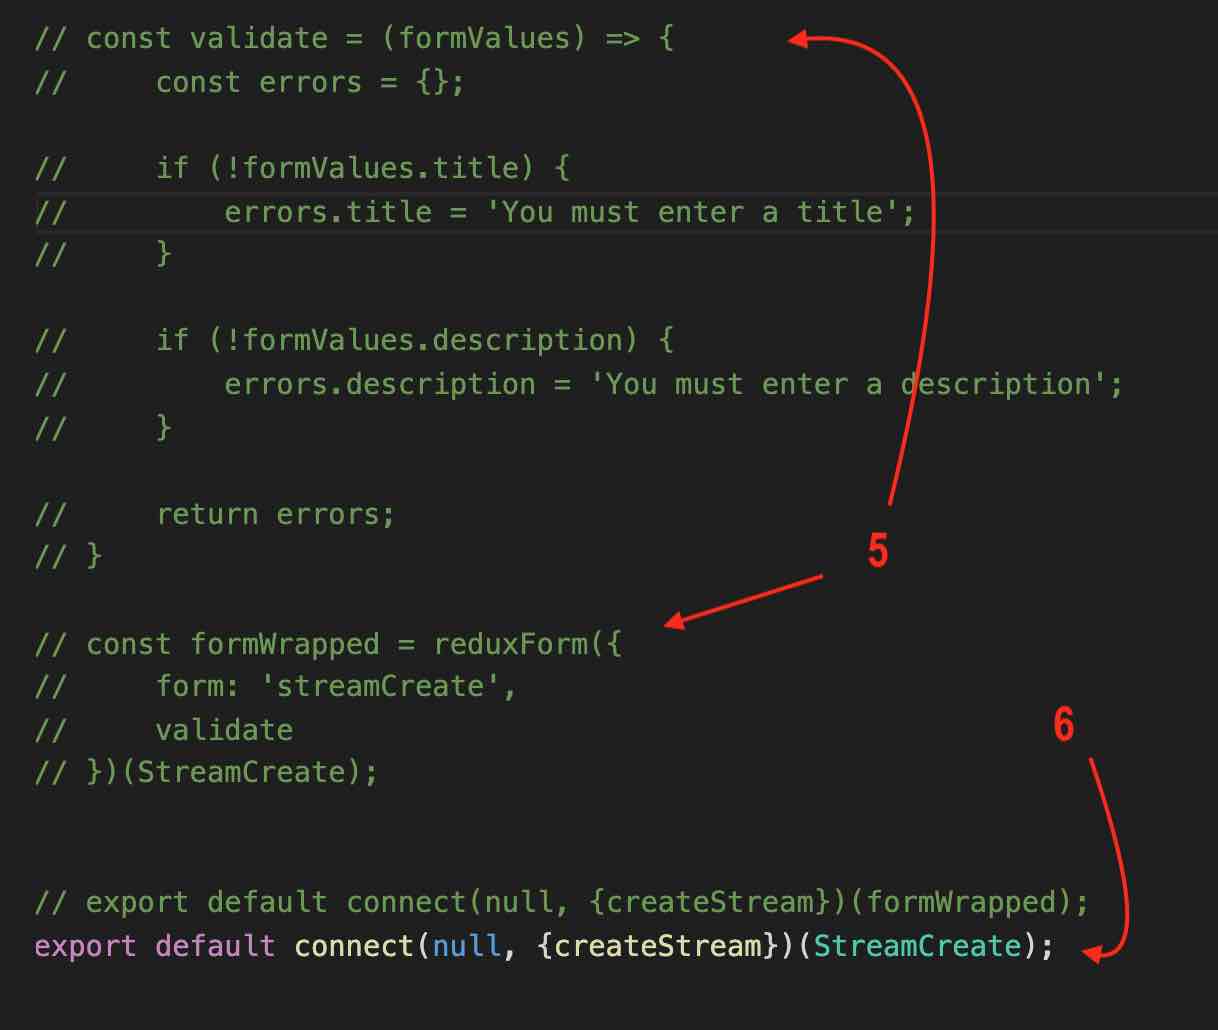 // const validate = (formValues) => {
//     const errors = {};
//     if (!formValues.title) {
//         errors.title = 'You must enter a title';
//     }
//     if (!formValues.description) {
//         errors.description = 'You must enter a description';
//     }
//     return errors;
// }
5
// const formWrapped = reduxForm({
//     form: 'streamCreate',
//     validate
6
// })(StreamCreate);
// export default connect(null, {createStream})(formWrapped);
export default connect(null, {createStream})(StreamCreate);